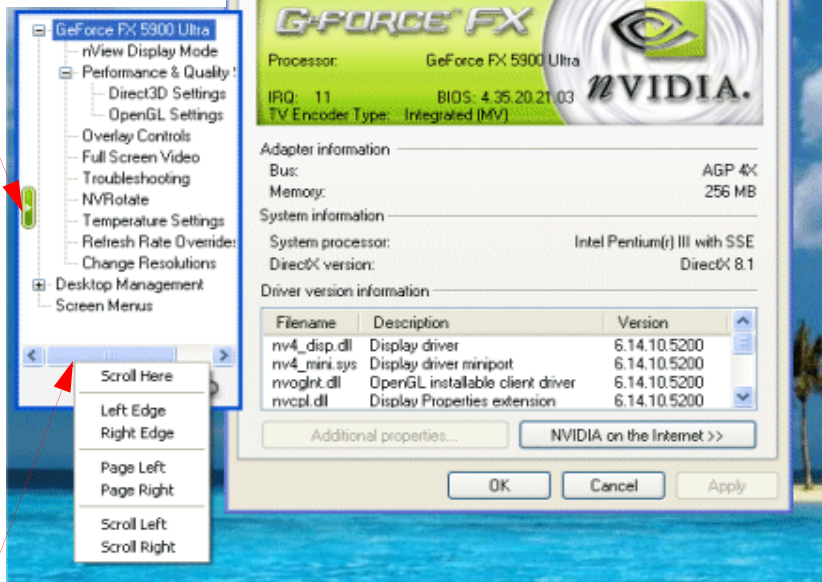 GeForce FX 5900 Ultra
nView Display Mode
Performance & Quality
Direct3D Settings
OpenGL Settings
Overlay Controls
Full Screen Video
Troubleshooting
NVRotate
Temperature Settings
Refresh Rate Overrides
Change Resolutions
Desktop Management
Screen Menus
Scroll Here
Left Edge
Right Edge
Page Left
Page Right
Scroll Left
Scroll Right
G-FORCE FX
nVIDIA.
Processor: GeForce FX 5900 Ultra
IRQ: 11 BIOS: 4.35.20.21.03
TV Encoder Type: Integrated (MV)
Adapter information
Bus: AGP 4X
Memory: 256 MB
System information
System processor: Intel Pentium(r) III with SSE
DirectX version: DirectX 8.1
Driver version information
Filename Description Version
nv4_disp.dll Display driver 6.14.10.5200
nv4_mini.sys Display driver miniport 6.14.10.5200
nvoglnt.dll OpenGL installable client driver 6.14.10.5200
nvcpl.dll Display Properties extension 6.14.10.5200
Additional properties... NVIDIA on the Internet >>
OK Cancel Apply